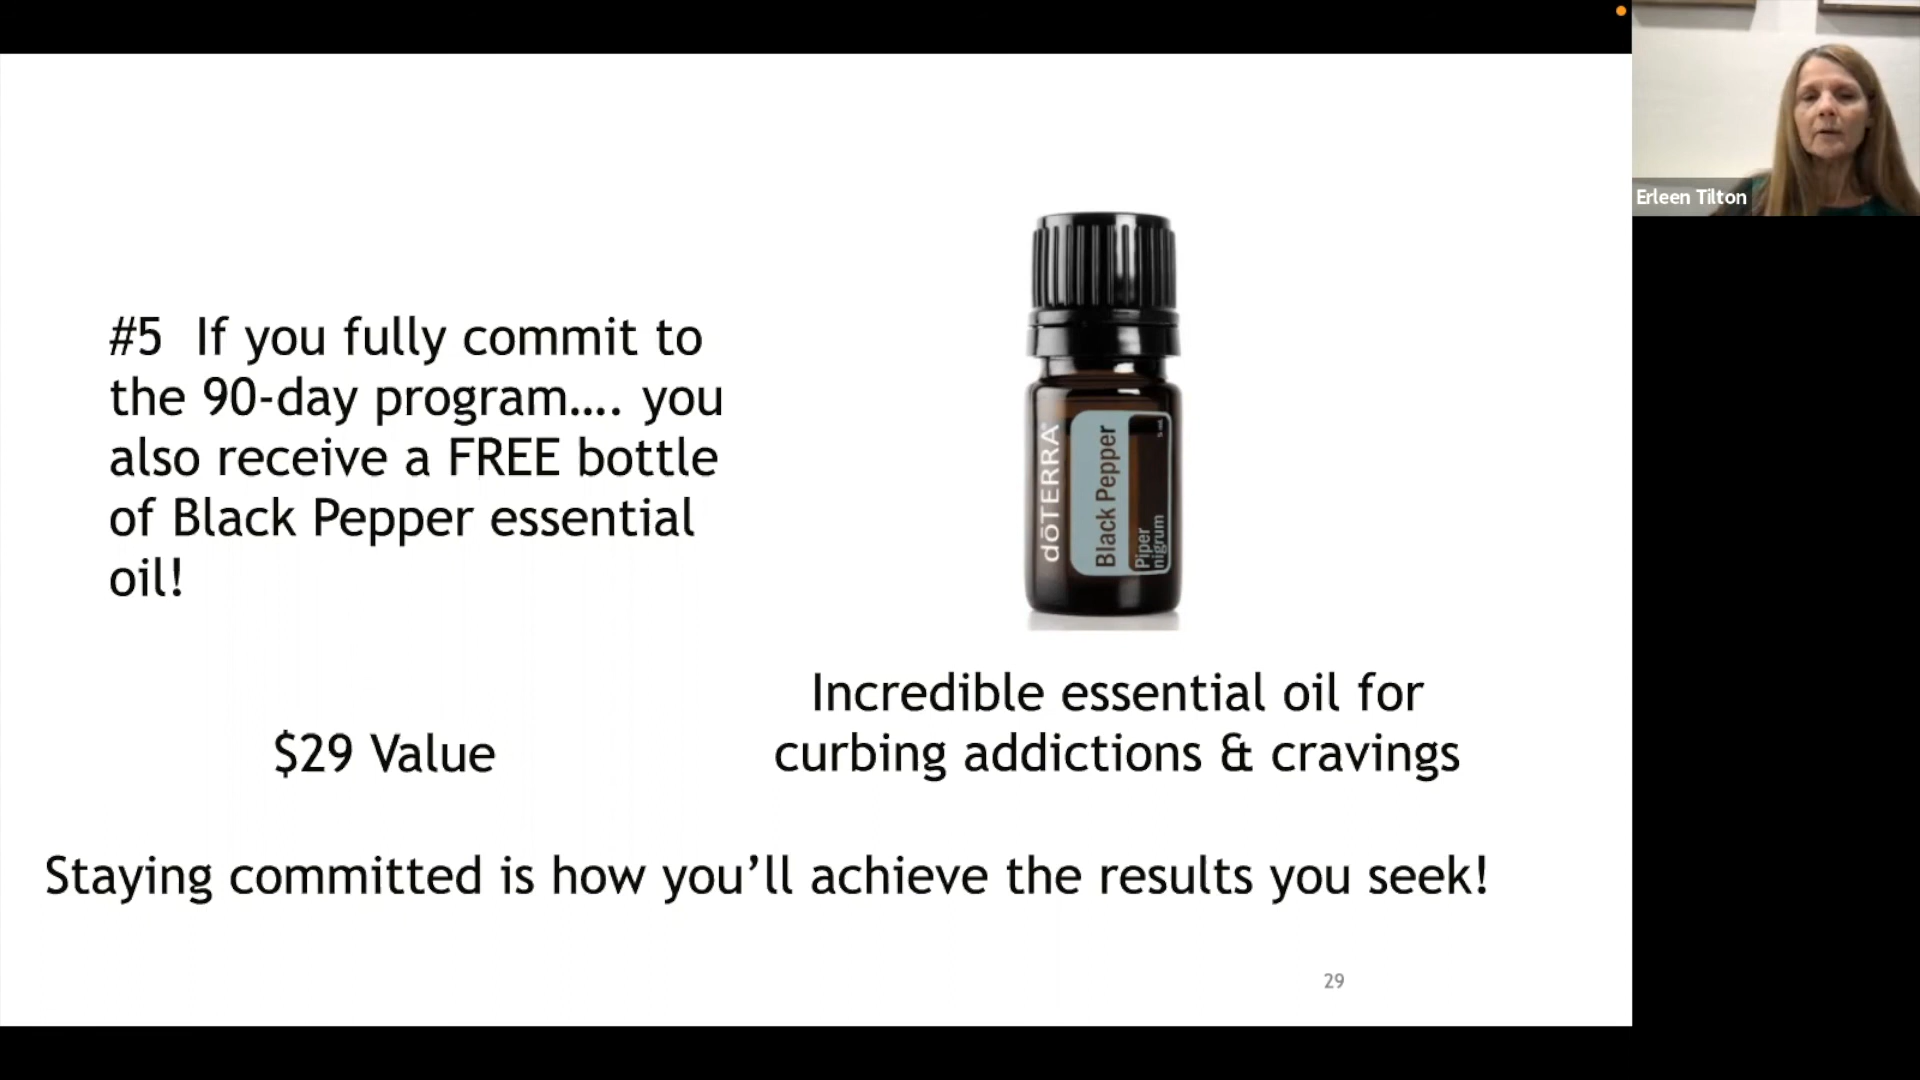 Erleen Tilton
#5 If you fully commit to
the 90-day program.... you
also receive a FREE bottle
of Black Pepper essential
oil!
dōTERRA®
Black Pepper
Piper
nigrum
5 mL
Incredible essential oil for
curbing addictions & cravings
$29 Value
Staying committed is how you’ll achieve the results you seek!
29